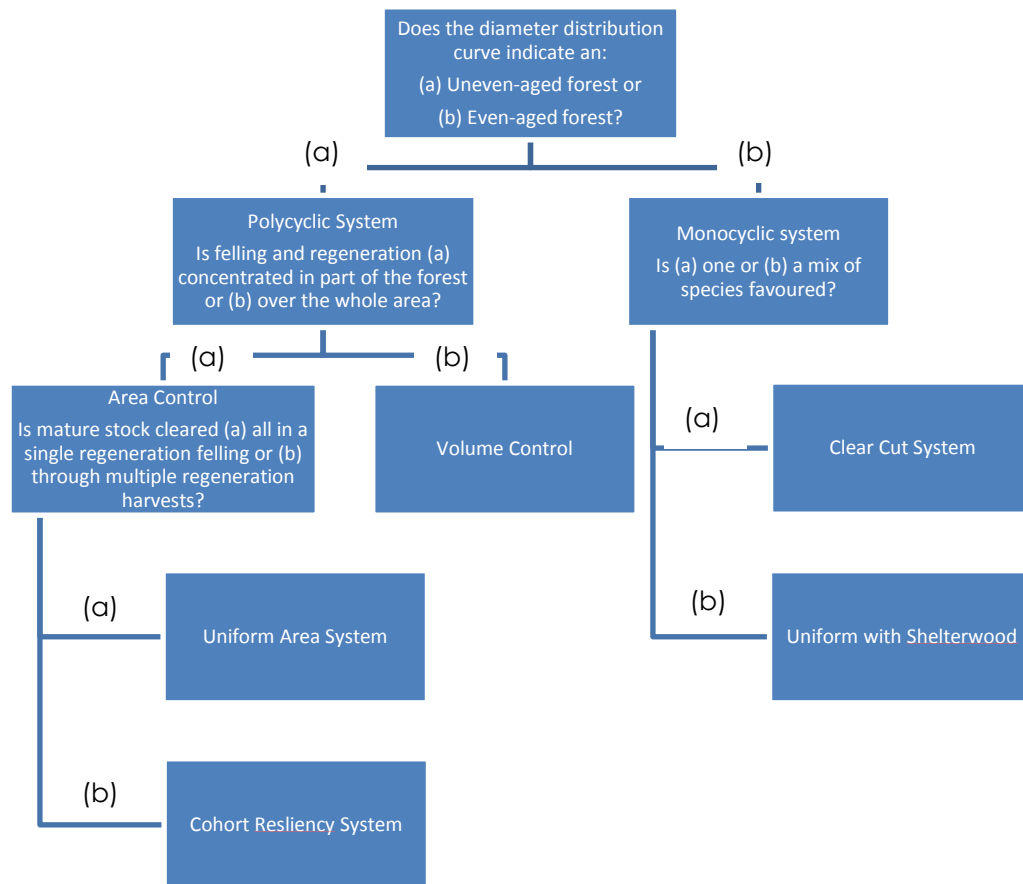 Does the diameter distribution
curve indicate an:
(a) Uneven-aged forest or
(b) Even-aged forest?
(a)
(b)
Polycyclic System
Is felling and regeneration (a)
concentrated in part of the forest
or (b) over the whole area?
Monocyclic system
Is (a) one or (b) a mix of
species favoured?
(a)
(b)
Area Control
Is mature stock cleared (a) all in a
single regeneration felling or (b)
through multiple regeneration
harvests?
Volume Control
(a)
Clear Cut System
(a)
Uniform Area System
(b)
Uniform with Shelterwood
(b)
Cohort Resliency System